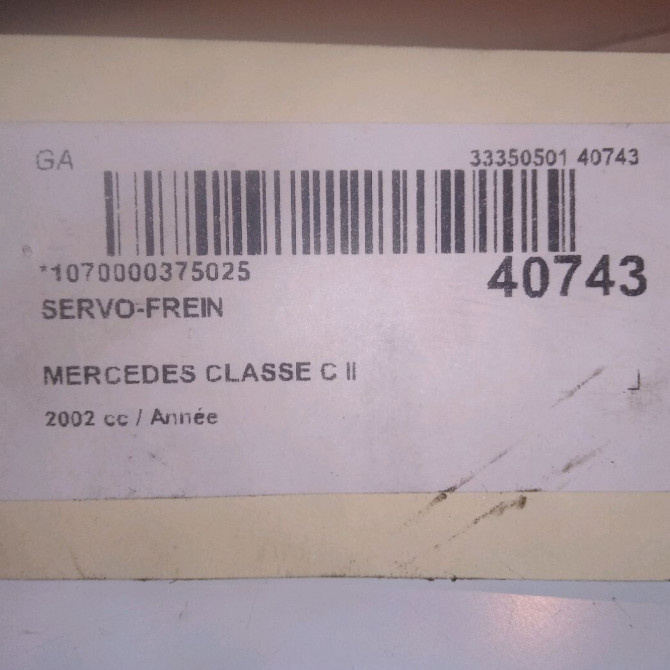 GA
33350501 40743
*1070000375025
40743
SERVO-FREIN
MERCEDES CLASSE C II
2002 cc / Année